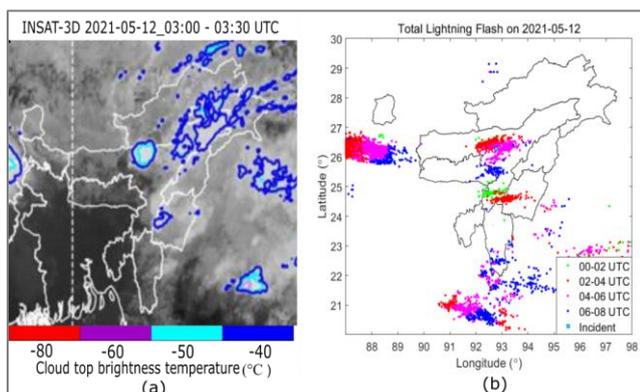 INSAT-3D 2021-05-12_03:00 - 03:30 UTC
-80 -60 -50 -40
Cloud top brightness temperature (°C)
(a)
Total Lightning Flash on 2021-05-12
30
29
28
27
26
25
24
23
22
21
Latitude (°)
00-02 UTC
02-04 UTC
04-06 UTC
06-08 UTC
Incident
88 89 90 91 92 93 94 95 96 97 98
Longitude (°)
(b)